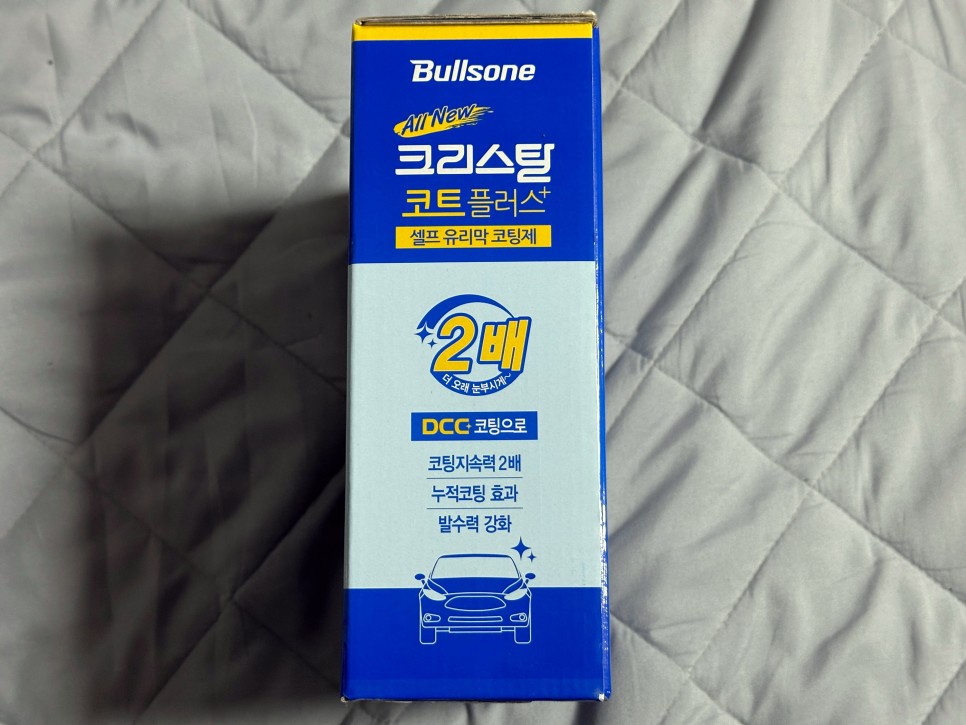 Bullsone
All New
크리스탈
코트 플러스+
셀프 유리막 코팅제
2배
더 오래 눈부시게~
DCC+ 코팅으로
코팅지속력 2배
누적코팅 효과
발수력 강화